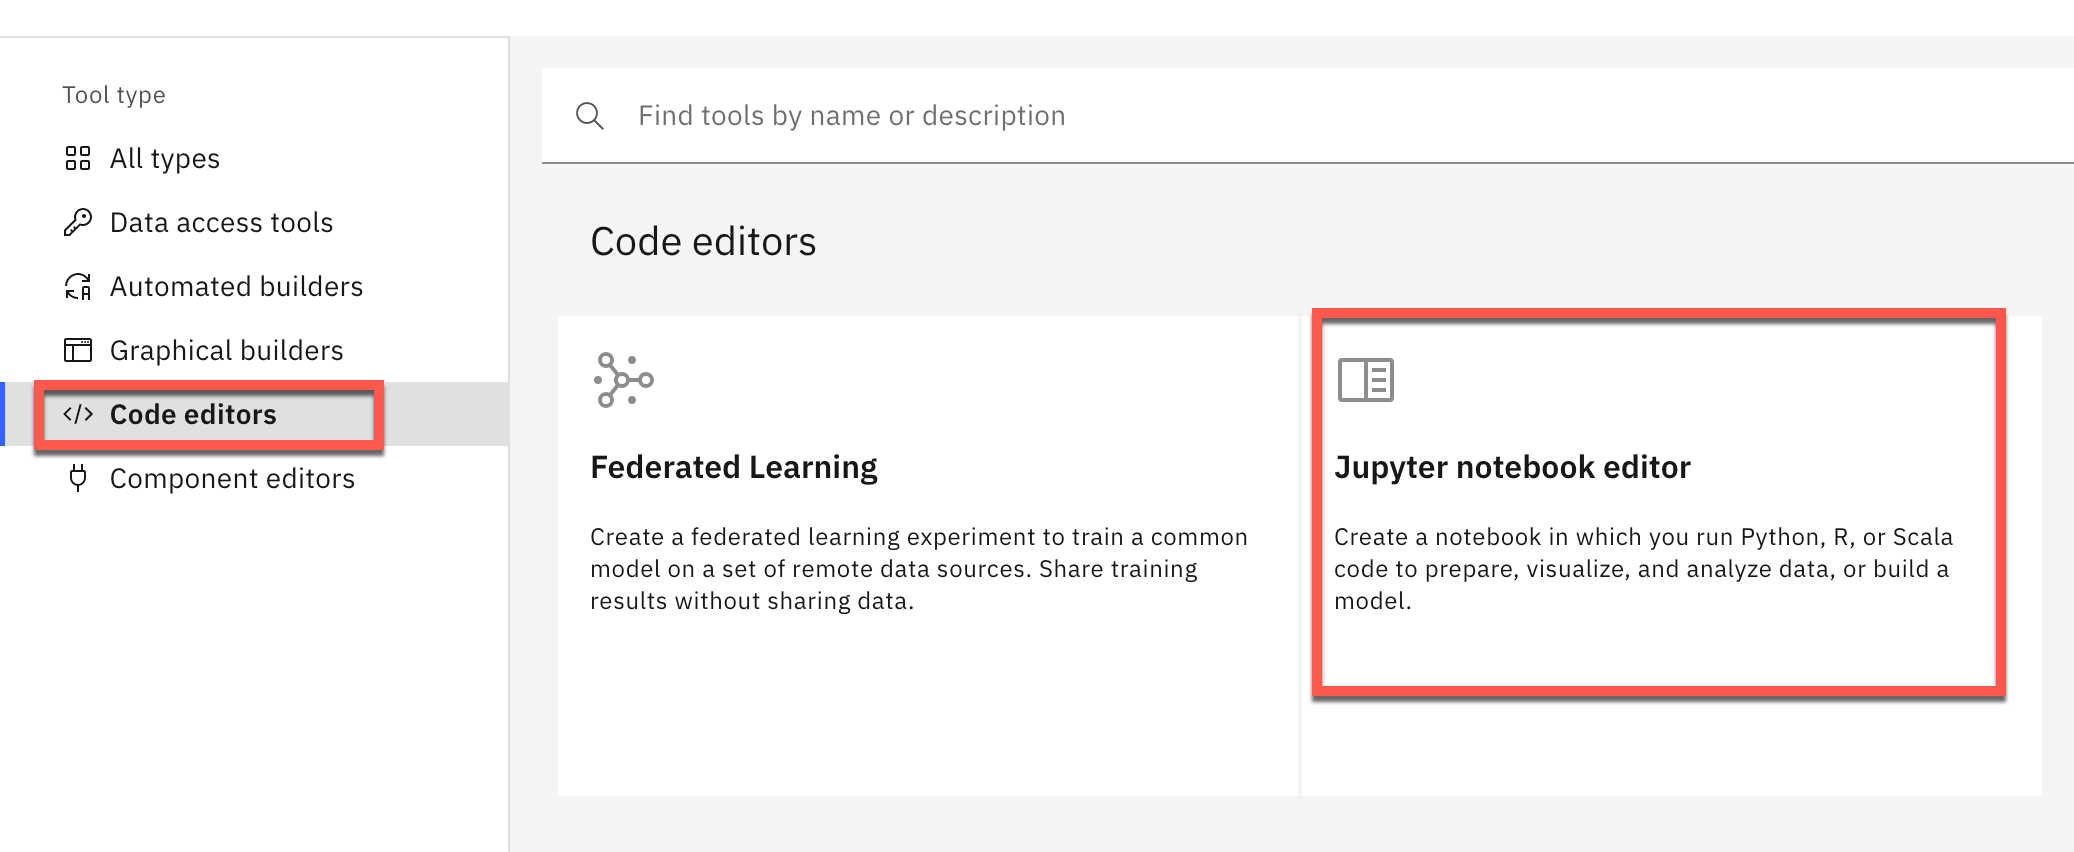 Tool type
All types
Data access tools
Automated builders
Graphical builders
Code editors
Component editors
Find tools by name or description
Code editors
Federated Learning
Create a federated learning experiment to train a common
model on a set of remote data sources. Share training
results without sharing data.
Jupyter notebook editor
Create a notebook in which you run Python, R, or Scala
code to prepare, visualize, and analyze data, or build a
model.